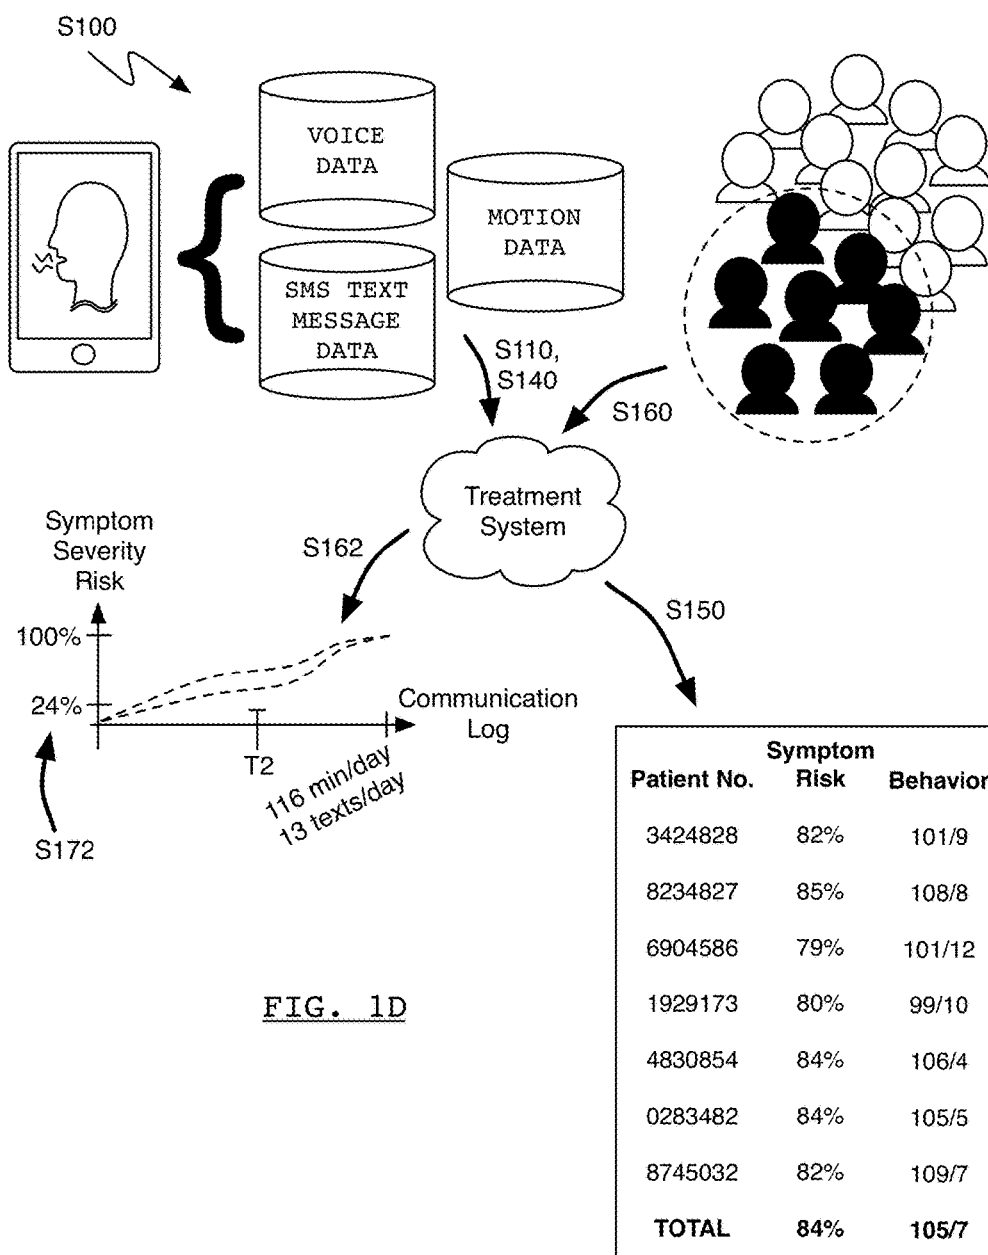 S100
VOICE
DATA
MOTION
DATA
SMS TEXT
MESSAGE
DATA
S110,
S140
S160
Treatment
System
Symptom
Severity
Risk
S162
S150
100%
24%
Communication
Log
T2
116 min/day
13 texts/day
S172
Patient No. Symptom Risk Behavior
3424828 82% 101/9
8234827 85% 108/8
6904586 79% 101/12
1929173 80% 99/10
4830854 84% 106/4
0283482 84% 105/5
8745032 82% 109/7
TOTAL 84% 105/7
FIG. 1D